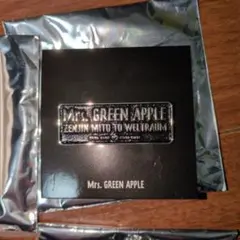 Mrs. GREEN APPLE
ZENJIN MITO TO WELTRAUM
Mrs. GREEN APPLE